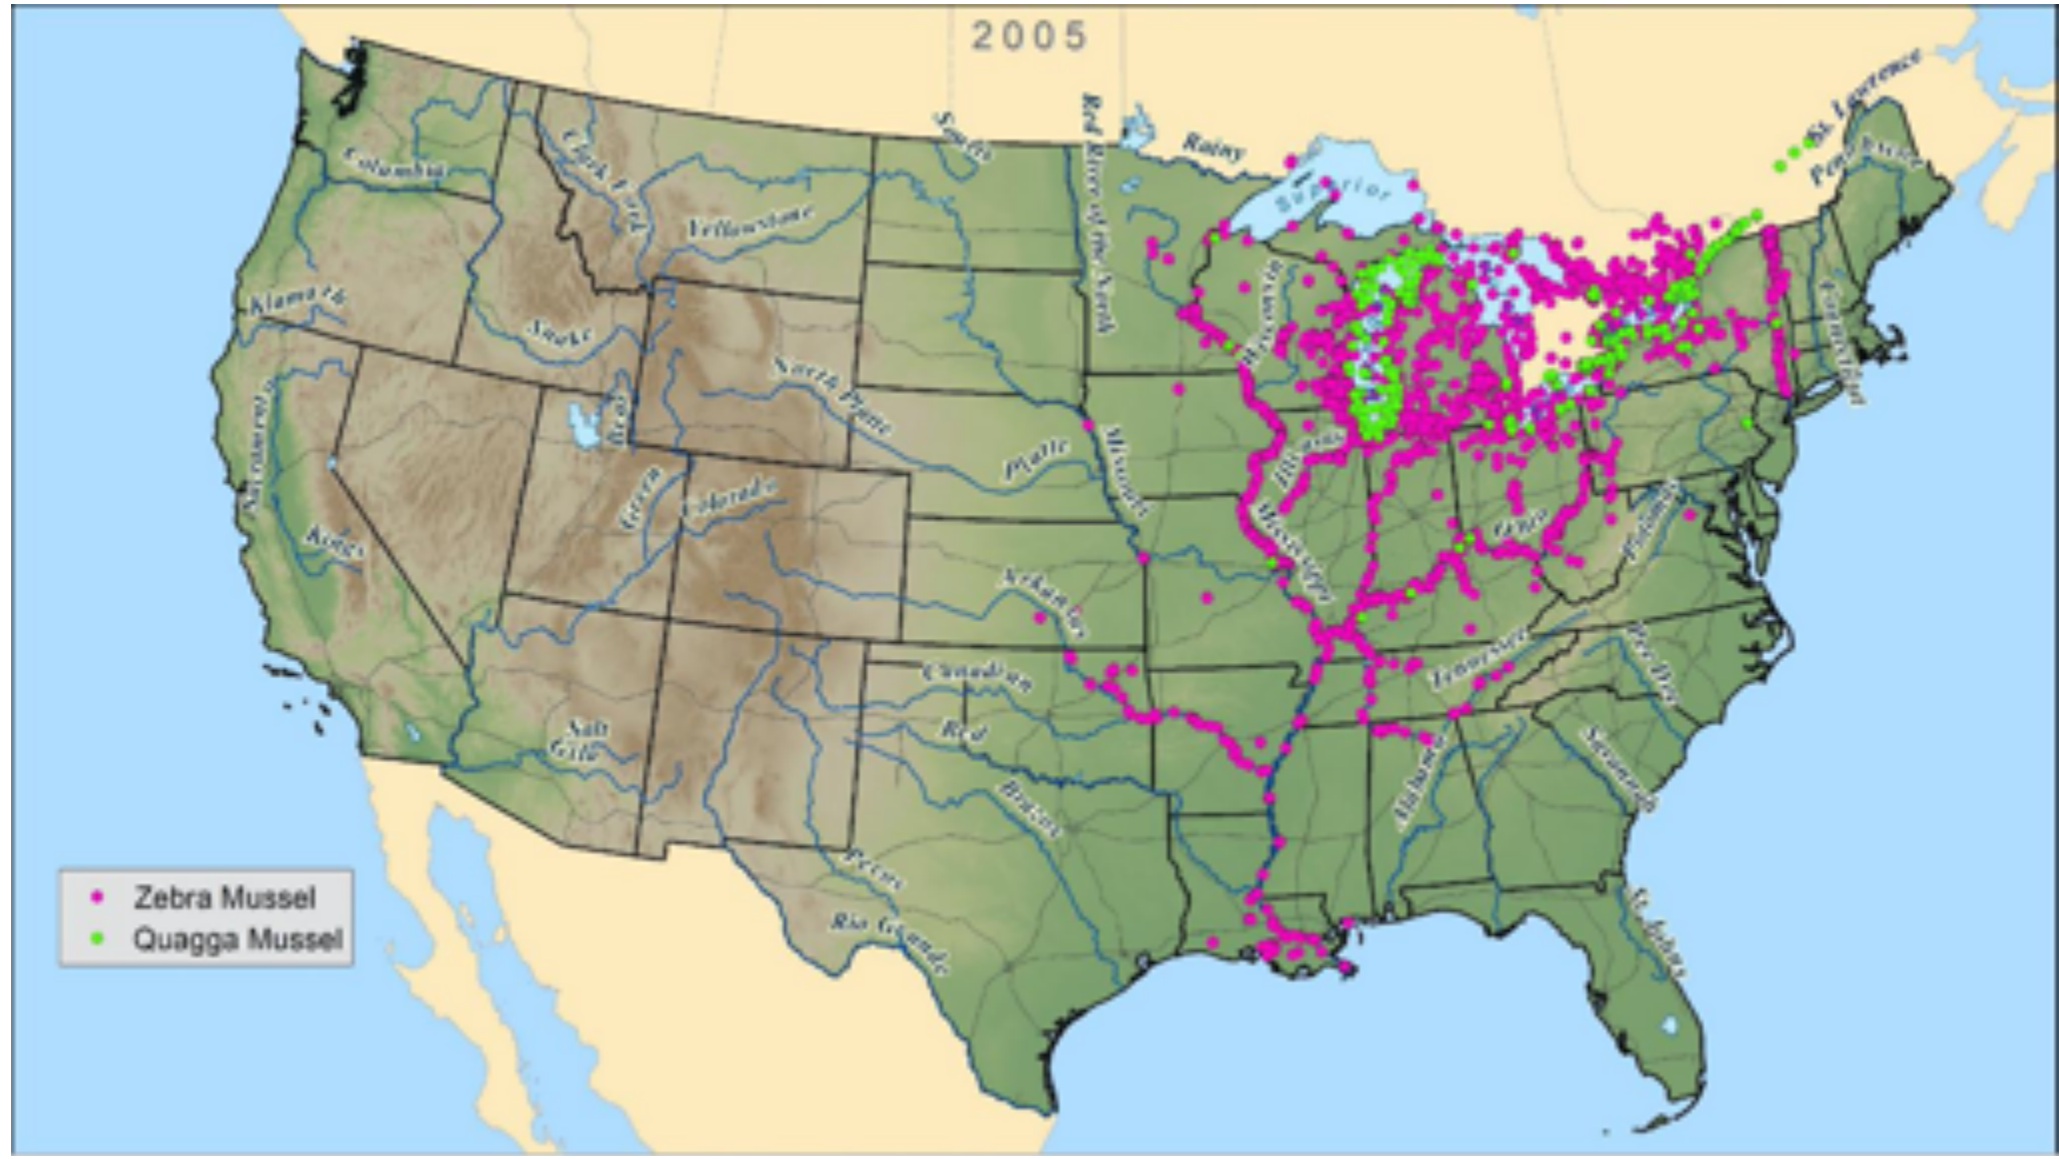 2005
St. Lawrence
Souris
Red River of the North
Rainy
Penobscot
Columbia
Clark Fork
Superior
Yellowstone
Klamath
Snake
Wisconsin
Connecticut
North Platte
Bear
Sacramento
Platte
Missouri
Illinois
Green
Colorado
Kings
Mississippi
Ohio
Potomac
Arkansas
Tennessee
Pee Dee
Canadian
Salt
Gila
Red
Brazos
Alabama
Savannah
Pecos
Rio Grande
St. Johns
Zebra Mussel
Quagga Mussel